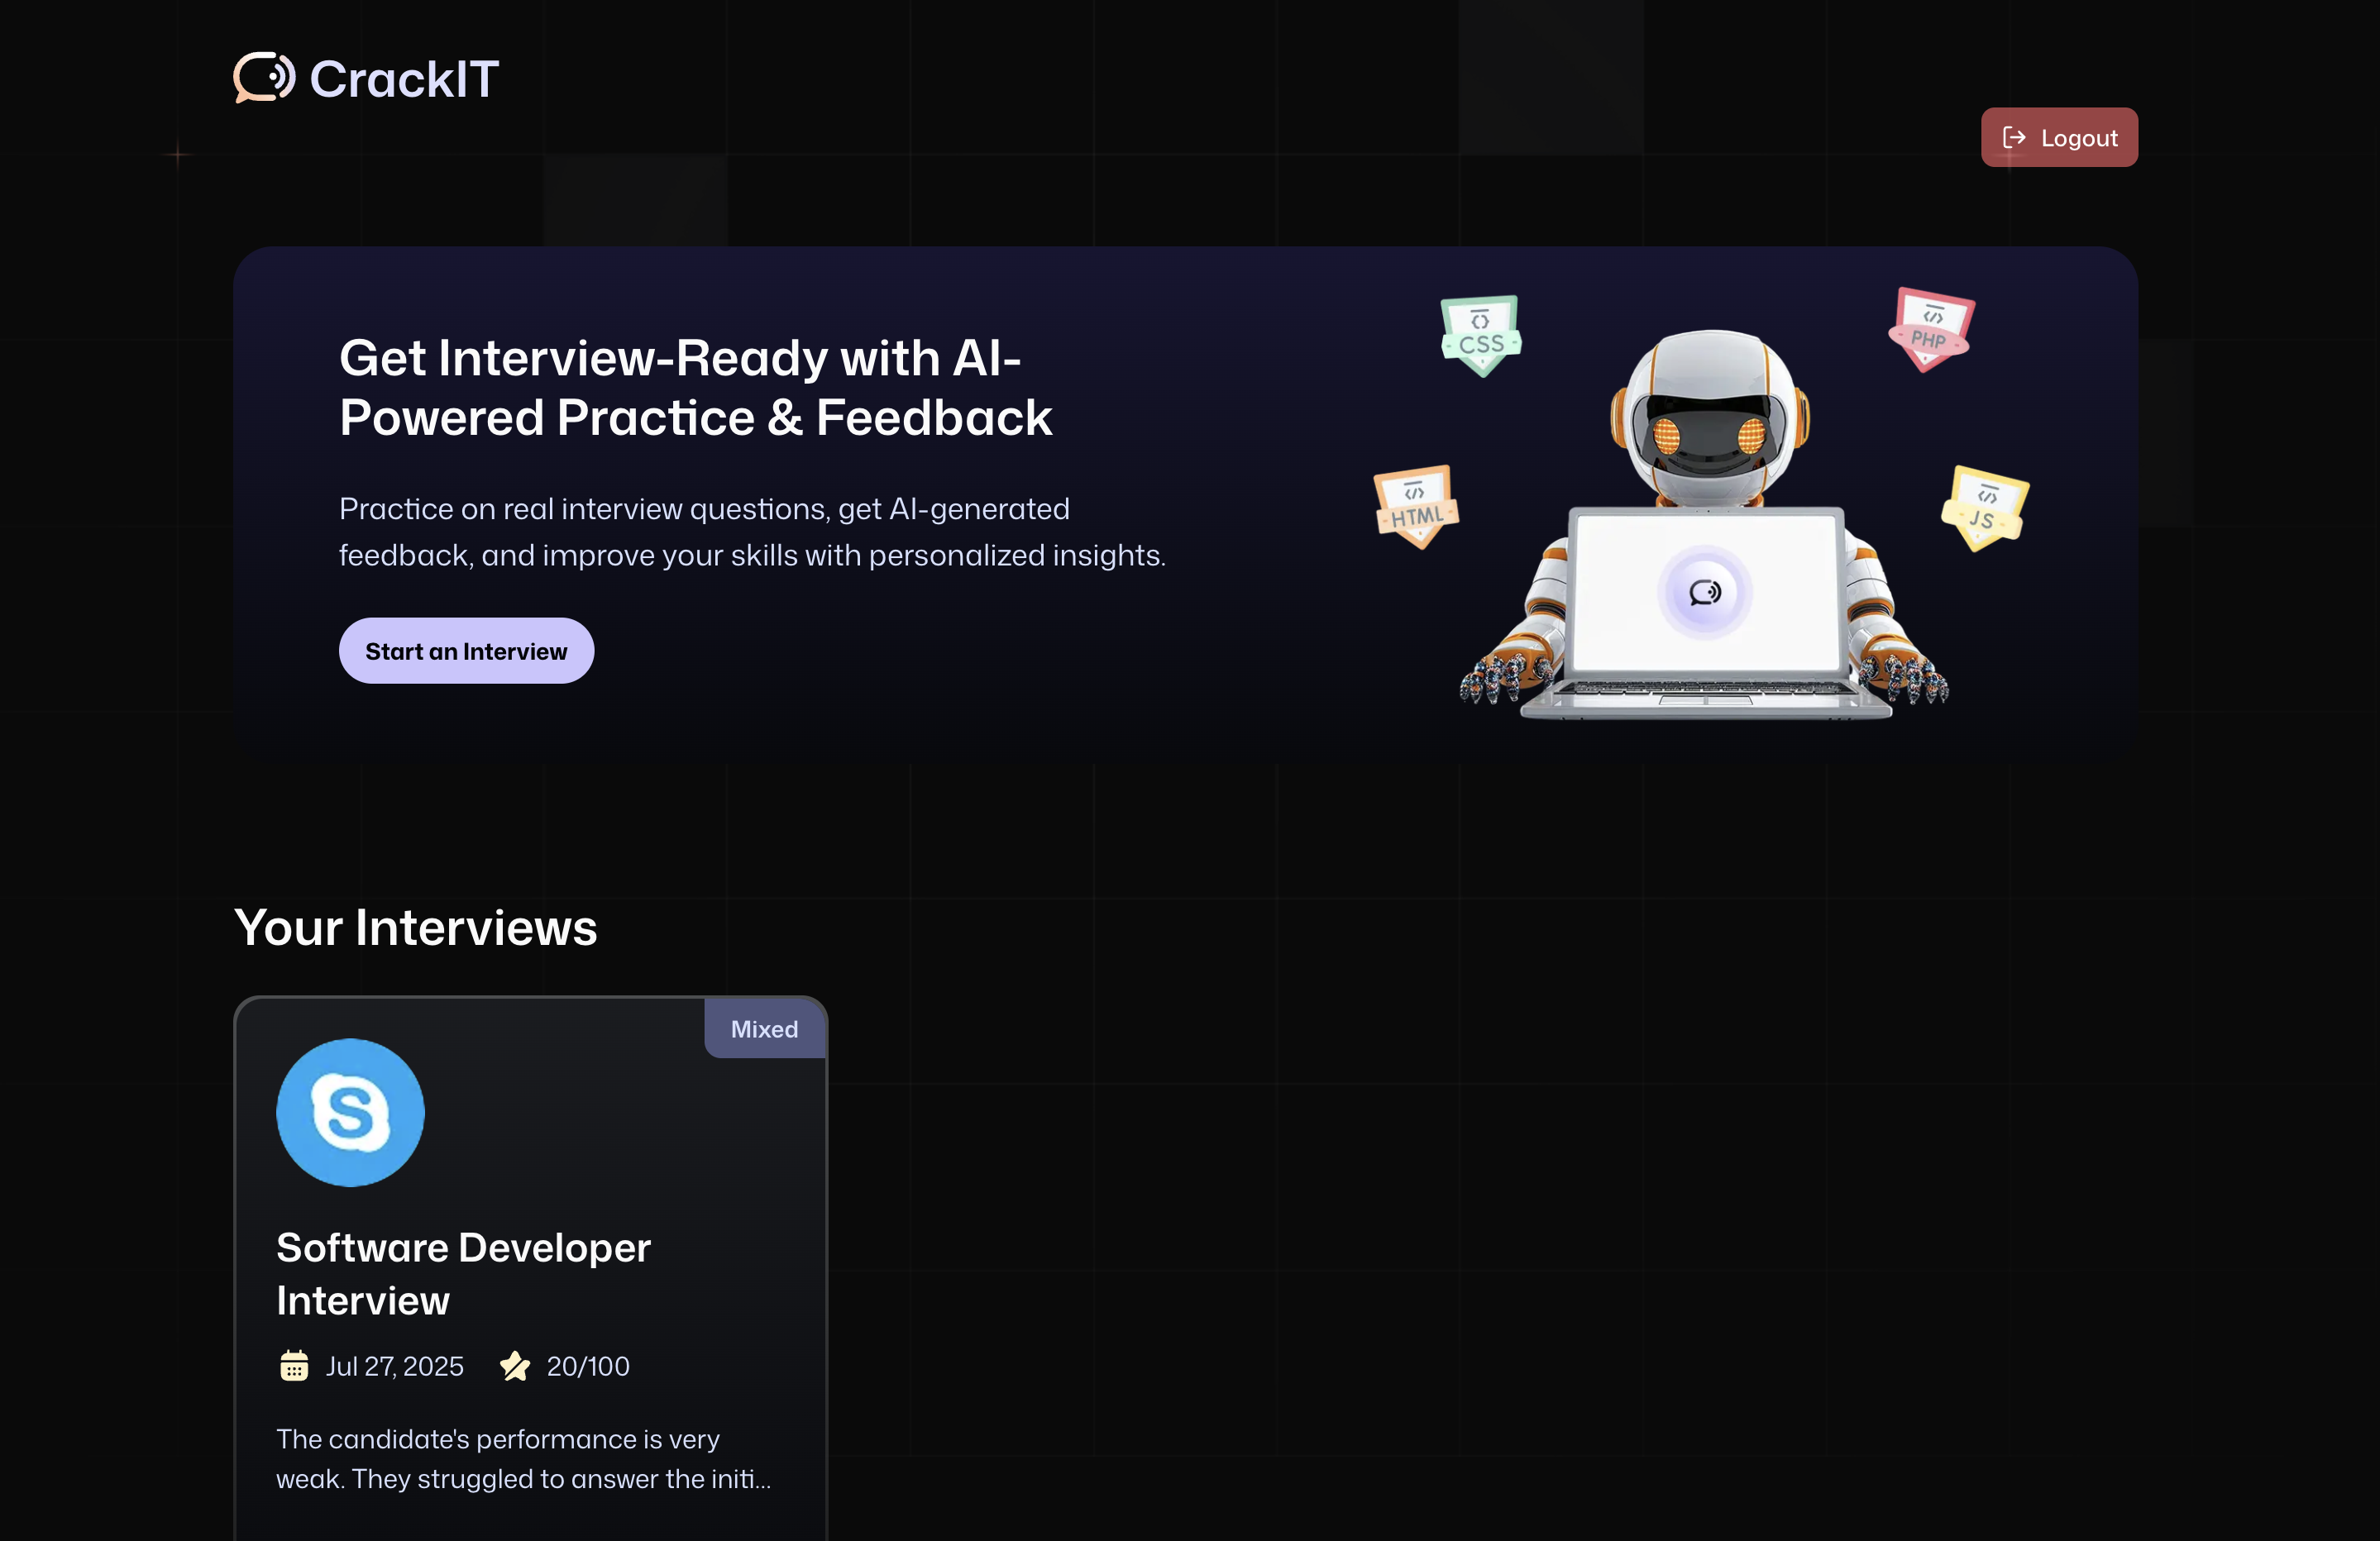 CrackIT
Logout
Get Interview-Ready with AI-
Powered Practice & Feedback
Practice on real interview questions, get AI-generated
feedback, and improve your skills with personalized insights.
Start an Interview
CSS
PHP
HTML
JS
Your Interviews
Mixed
S
Software Developer
Interview
Jul 27, 2025
20/100
The candidate's performance is very
weak. They struggled to answer the initi...